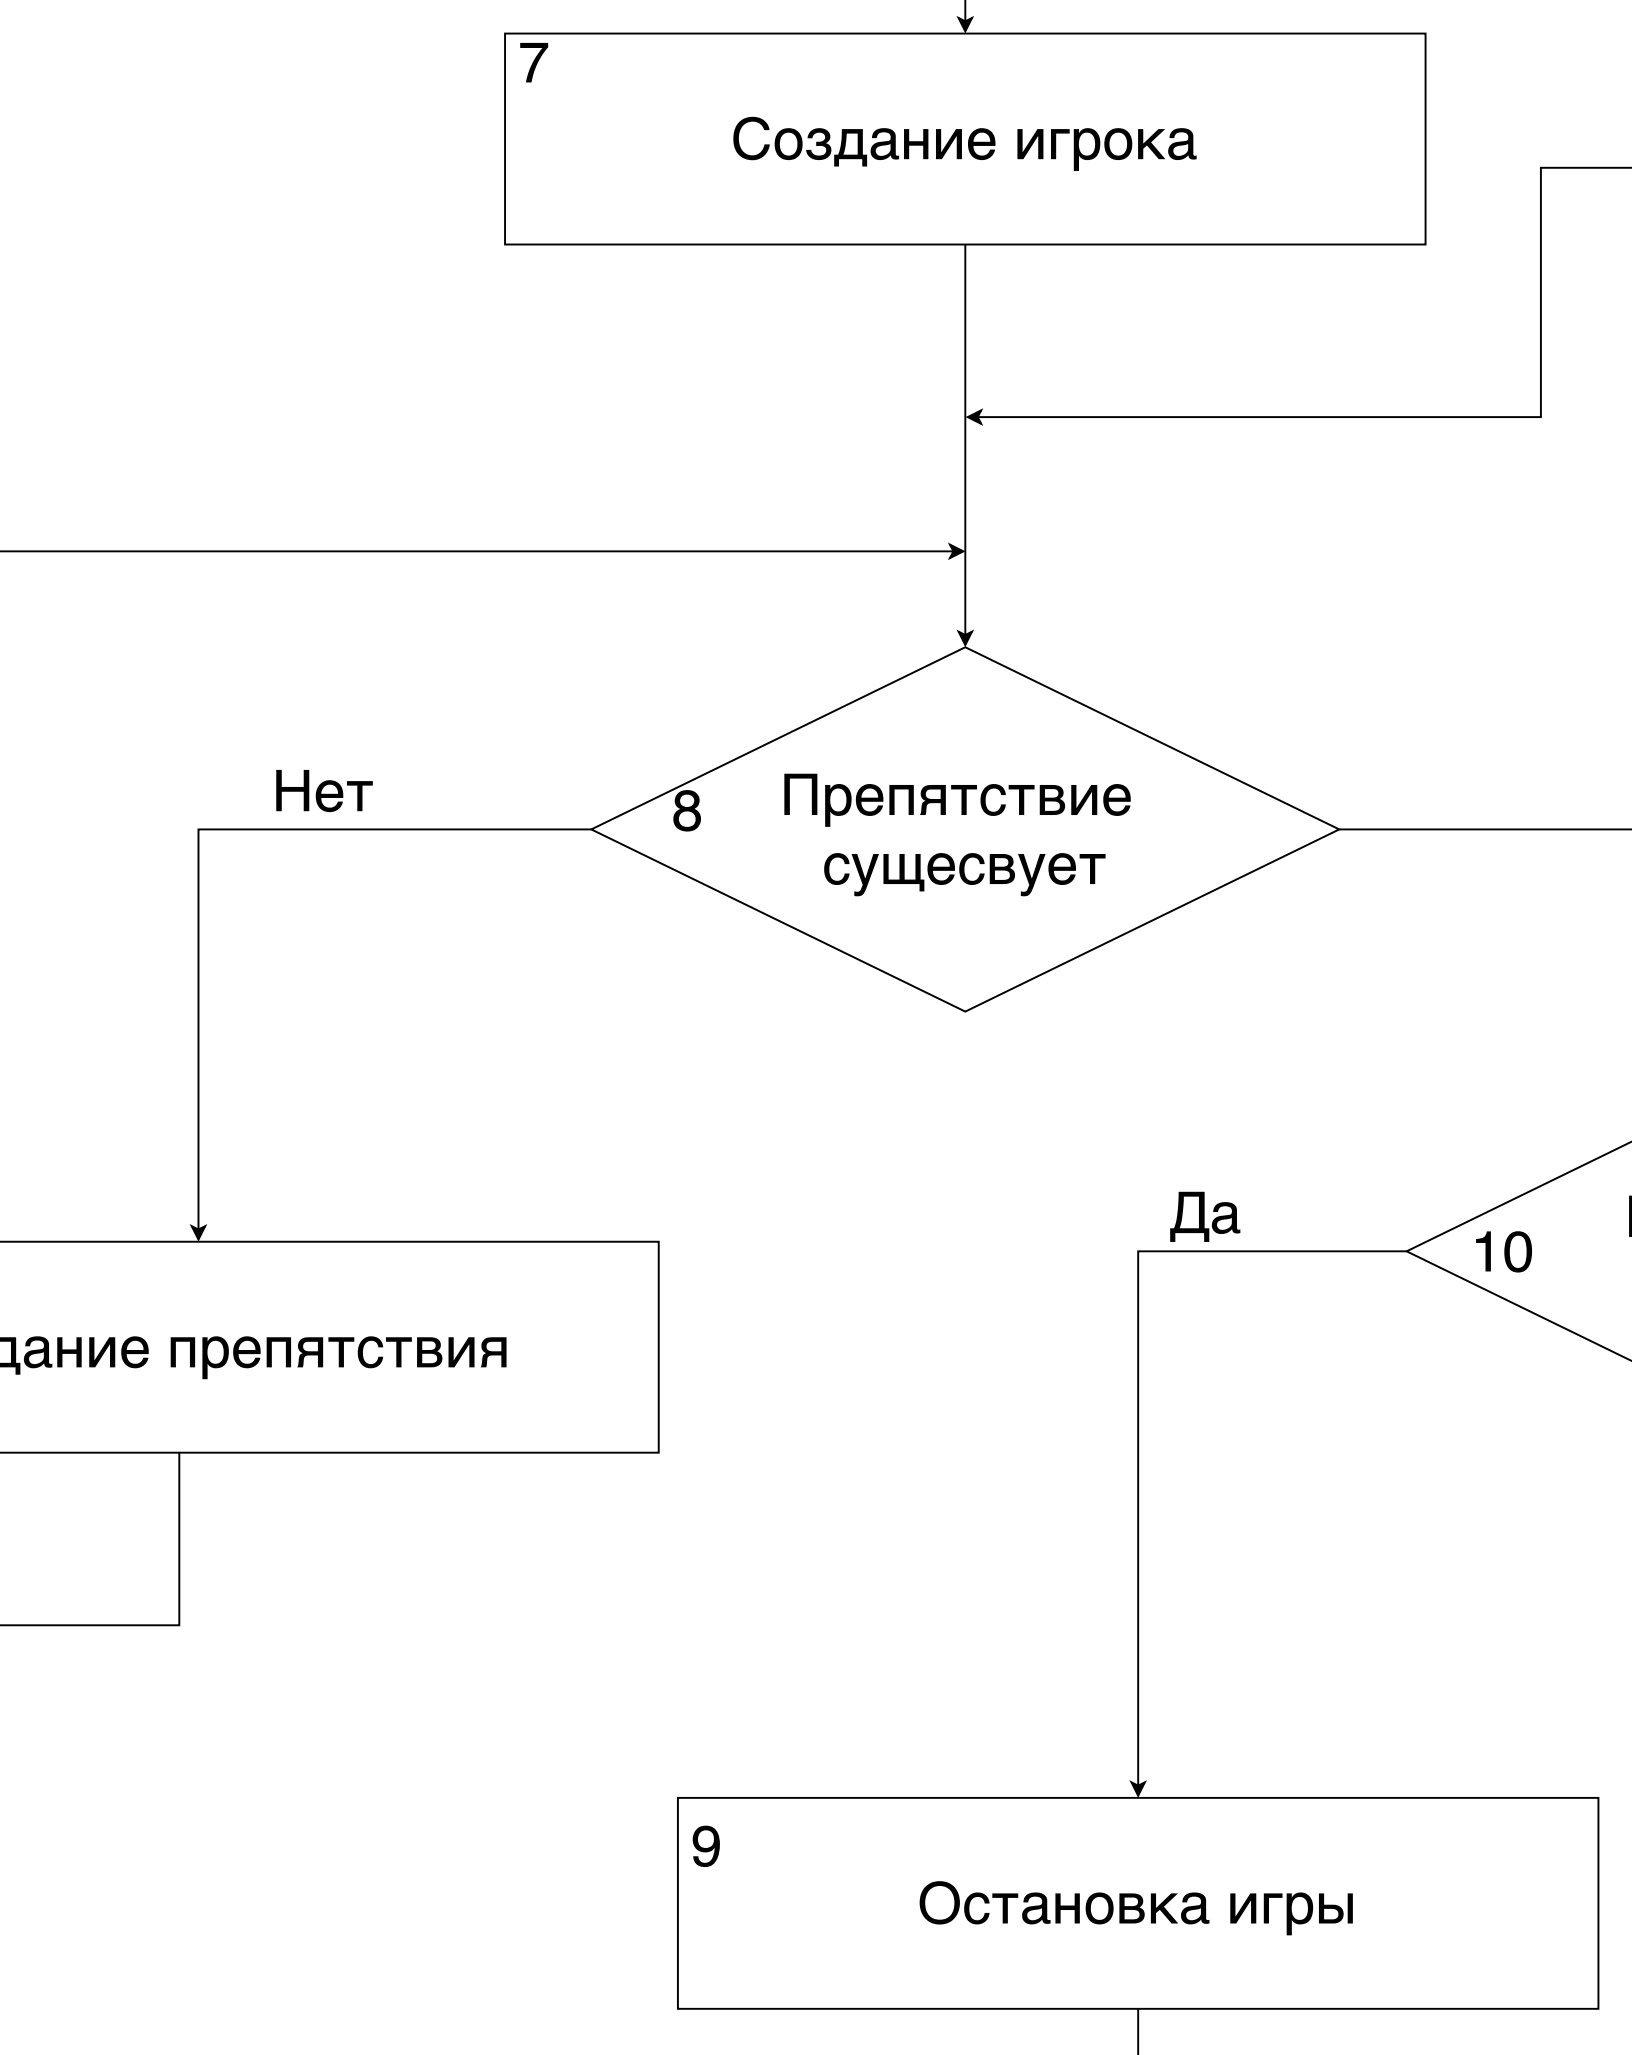 7
Создание игрока
Нет
8
Препятствие
сущесвует
Да
10
дание препятствия
9
Остановка игры